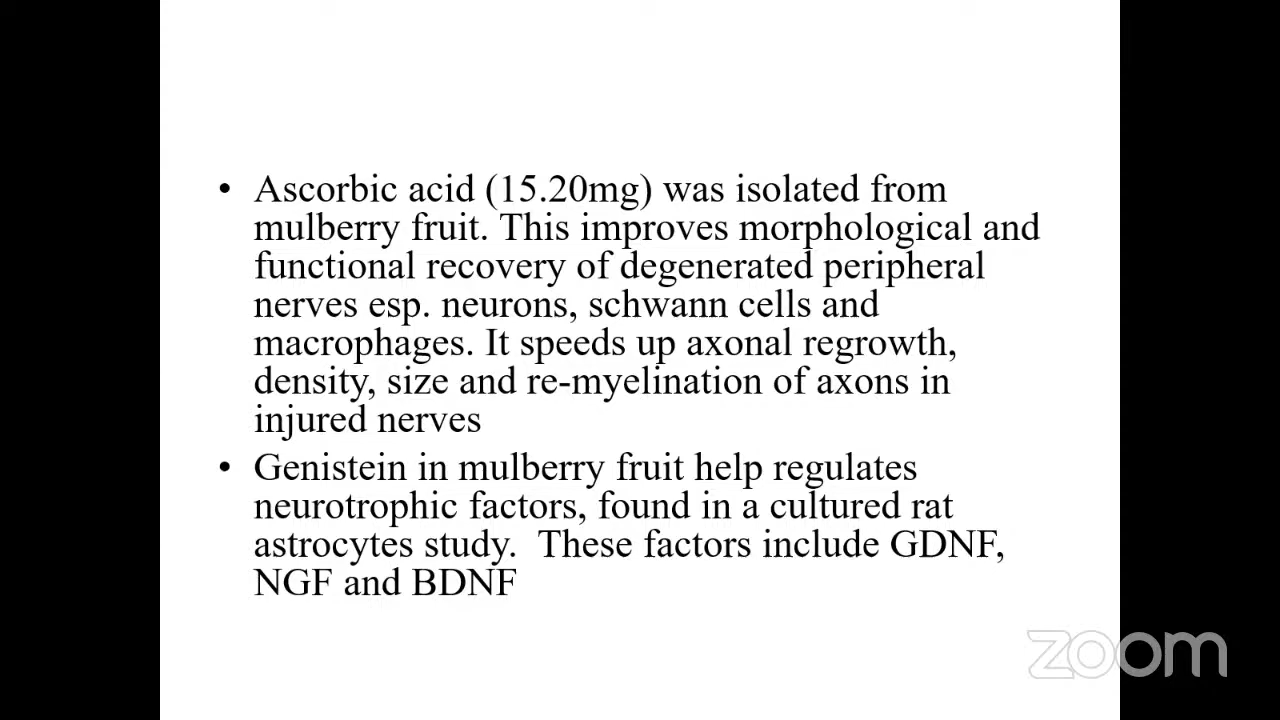 • Ascorbic acid (15.20mg) was isolated from
mulberry fruit. This improves morphological and
functional recovery of degenerated peripheral
nerves esp. neurons, schwann cells and
macrophages. It speeds up axonal regrowth,
density, size and re-myelination of axons in
injured nerves
• Genistein in mulberry fruit help regulates
neurotrophic factors, found in a cultured rat
astrocytes study.  These factors include GDNF,
NGF and BDNF
zoom